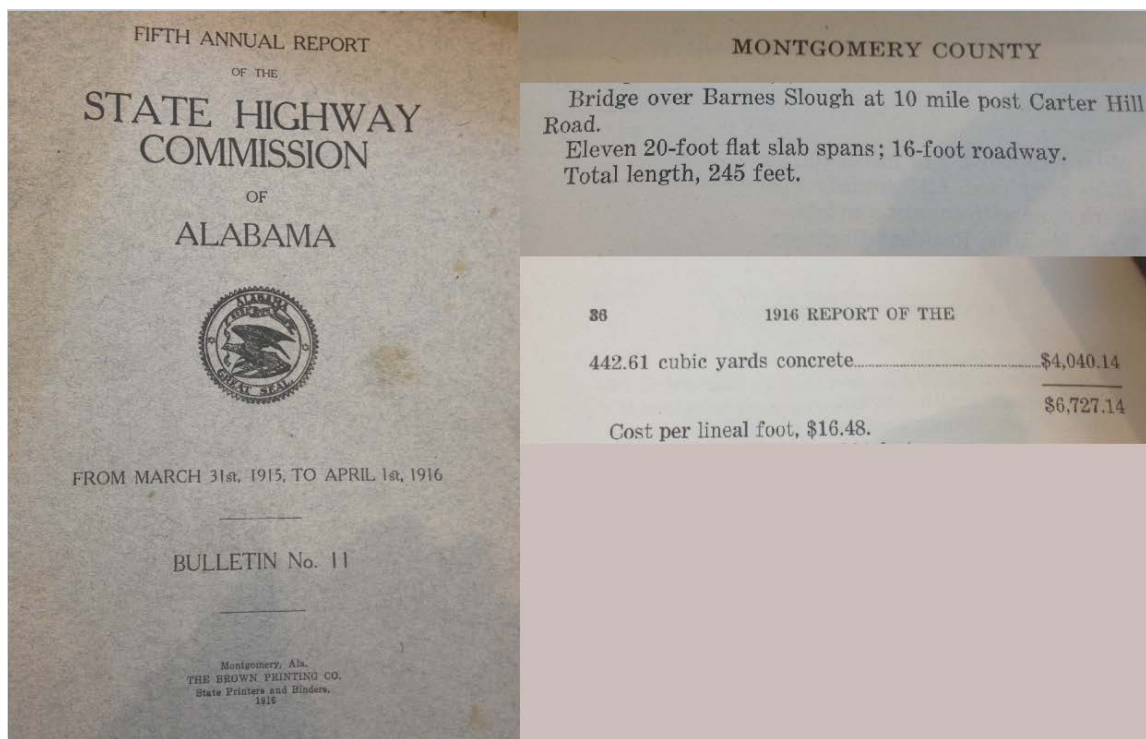 FIFTH ANNUAL REPORT
OF THE
STATE HIGHWAY
COMMISSION
OF
ALABAMA
ALABAMA
GREAT SEAL
FROM MARCH 31st, 1915, TO APRIL 1st, 1916
BULLETIN No. 11
Montgomery, Ala.
THE BROWN PRINTING CO.
State Printers and Binders,
1916
MONTGOMERY COUNTY
Bridge over Barnes Slough at 10 mile post Carter Hill
Road.
Eleven 20-foot flat slab spans; 16-foot roadway.
Total length, 245 feet.
36 1916 REPORT OF THE
442.61 cubic yards concrete $4,040.14
$6,727.14
Cost per lineal foot, $16.48.